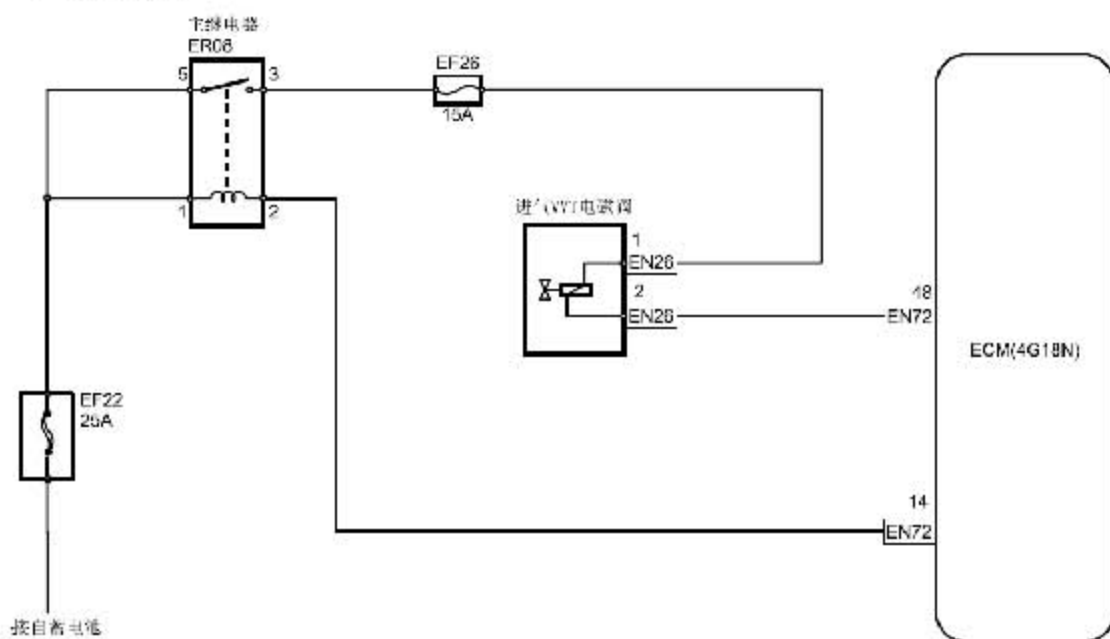 主继电器
ER08
5
3
EF26
15A
1
2
进气VVT电磁阀
1
EN26
2
EN26
48
EN72
ECM(4G18N)
EF22
25A
14
EN72
接自蓄电池